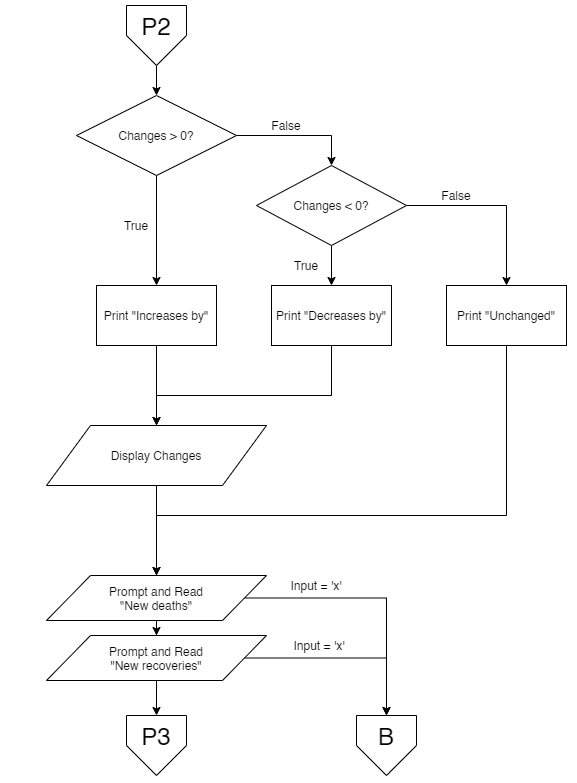 P2
Changes > 0?
False
Changes < 0?
False
True
True
Print "Increases by"
Print "Decreases by"
Print "Unchanged"
Display Changes
Prompt and Read
"New deaths"
Input = 'x'
Prompt and Read
"New recoveries"
Input = 'x'
P3
B